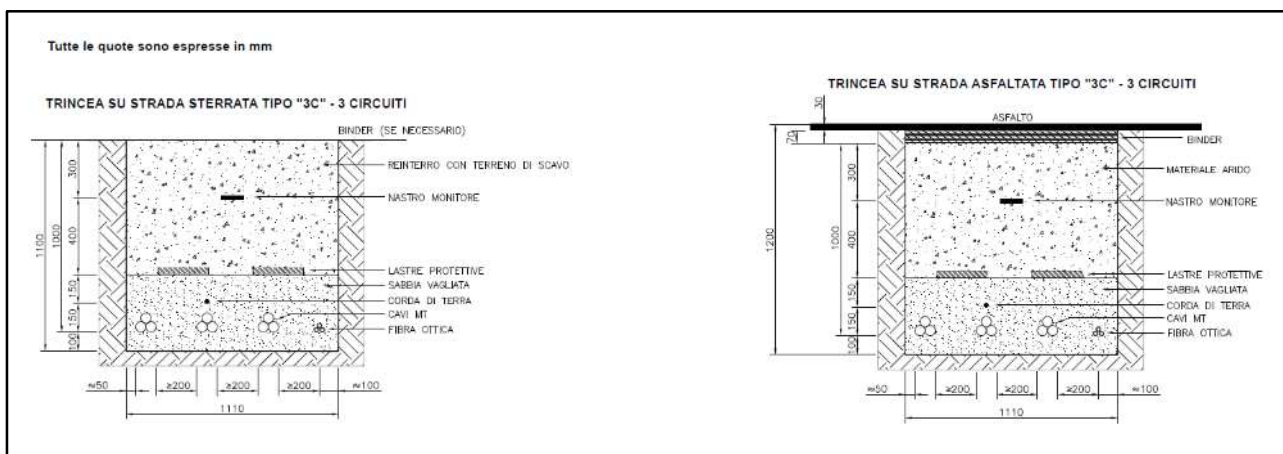 Tutte le quote sono espresse in mm
TRINCEA SU STRADA STERRATA TIPO "3C" - 3 CIRCUITI
BINDER (SE NECESSARIO)
REINTERRO CON TERRENO DI SCAVO
NASTRO MONITORE
LASTRE PROTETTIVE
SABBIA VAGLIATA
CORDA DI TERRA
CAVI MT
FIBRA OTTICA
1100
1000
300
400
150
150
100
≈50
≥200
≥200
≥200
≈100
1110
TRINCEA SU STRADA ASFALTATA TIPO "3C" - 3 CIRCUITI
30
ASFALTO
70
BINDER
MATERIALE ARIDO
NASTRO MONITORE
LASTRE PROTETTIVE
SABBIA VAGLIATA
CORDA DI TERRA
CAVI MT
FIBRA OTTICA
1200
1000
300
400
150
150
100
≈50
≥200
≥200
≥200
≈100
1110